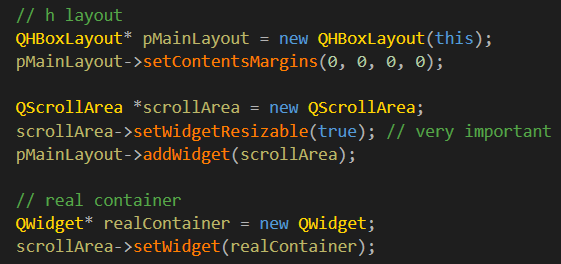 // h layout
QHBoxLayout* pMainLayout = new QHBoxLayout(this);
pMainLayout->setContentsMargins(0, 0, 0, 0);
QScrollArea *scrollArea = new QScrollArea;
scrollArea->setWidgetResizable(true); // very important
pMainLayout->addWidget(scrollArea);
// real container
QWidget* realContainer = new QWidget;
scrollArea->setWidget(realContainer);